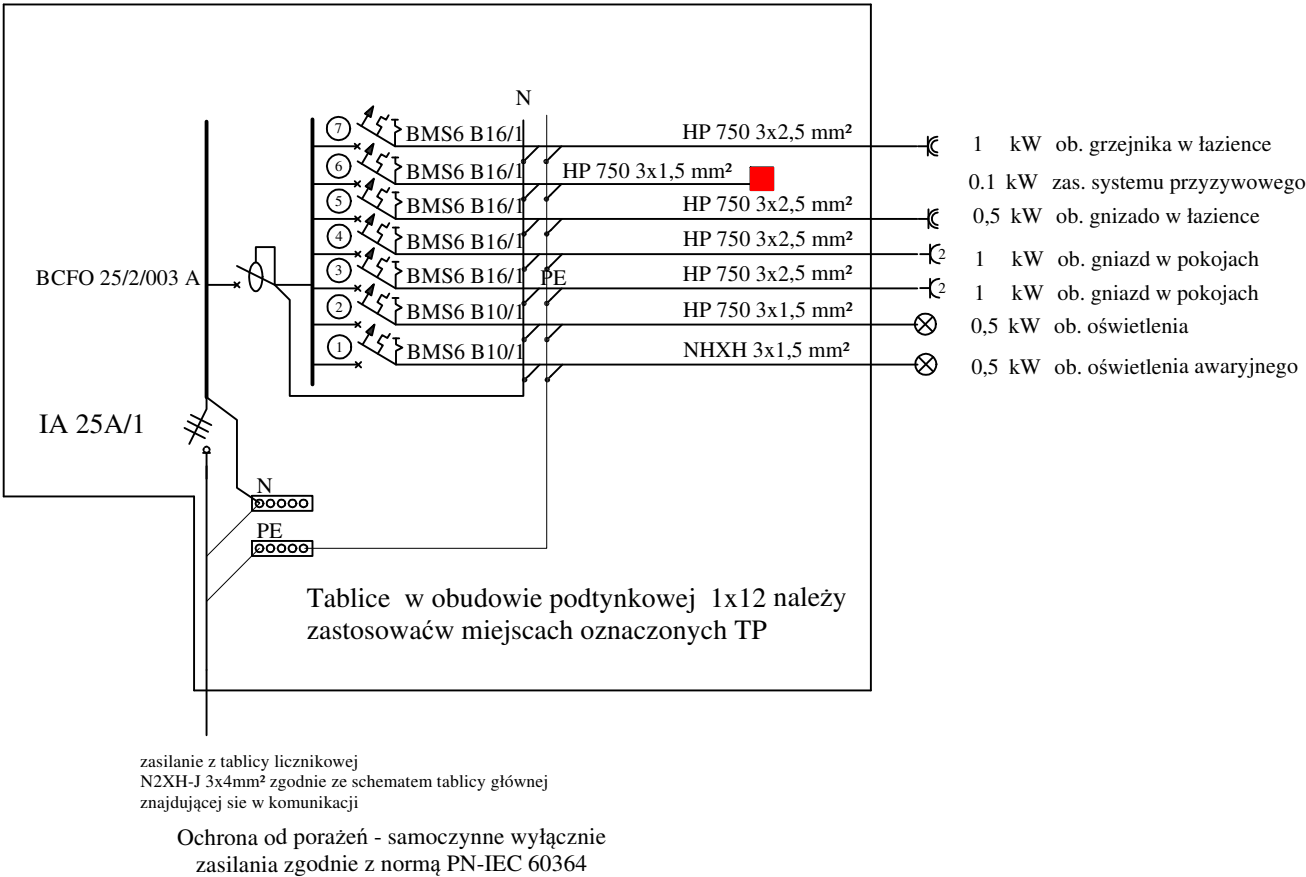 N
7 BMS6 B16/1 HP 750 3x2,5 mm² 1 kW ob. grzejnika w łazience
6 BMS6 B16/1 HP 750 3x1,5 mm² 0.1 kW zas. systemu przyzywowego
5 BMS6 B16/1 HP 750 3x2,5 mm² 0,5 kW ob. gnizado w łazience
4 BMS6 B16/1 HP 750 3x2,5 mm² 2 1 kW ob. gniazd w pokojach
BCFO 25/2/003 A 3 BMS6 B16/1 PE HP 750 3x2,5 mm² 2 1 kW ob. gniazd w pokojach
2 BMS6 B10/1 HP 750 3x1,5 mm² 0,5 kW ob. oświetlenia
1 BMS6 B10/1 NHXH 3x1,5 mm² 0,5 kW ob. oświetlenia awaryjnego
IA 25A/1
N
PE
Tablice w obudowie podtynkowej 1x12 należy
zastosowaćw miejscach oznaczonych TP
zasilanie z tablicy licznikowej
N2XH-J 3x4mm² zgodnie ze schematem tablicy głównej
znajdującej sie w komunikacji
Ochrona od porażeń - samoczynne wyłącznie
zasilania zgodnie z normą PN-IEC 60364